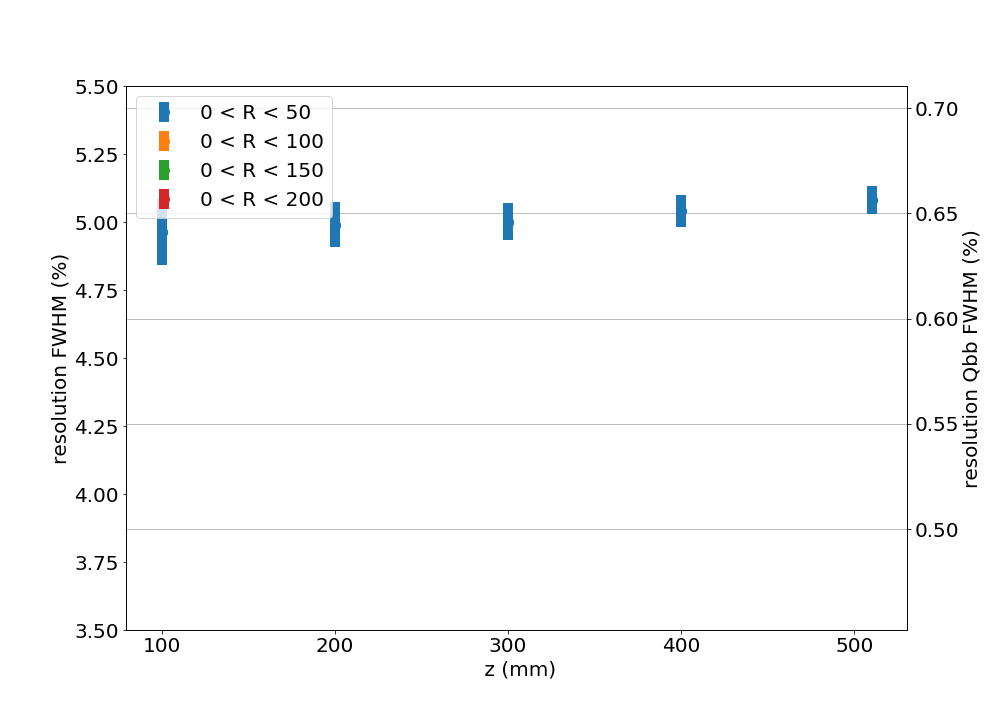 5.50
5.25
5.00
4.75
4.50
4.25
4.00
3.75
3.50
resolution FWHM (%)
0 < R < 50
0 < R < 100
0 < R < 150
0 < R < 200
0.70
0.65
0.60
0.55
0.50
resolution Qbb FWHM (%)
100 200 300 400 500
z (mm)